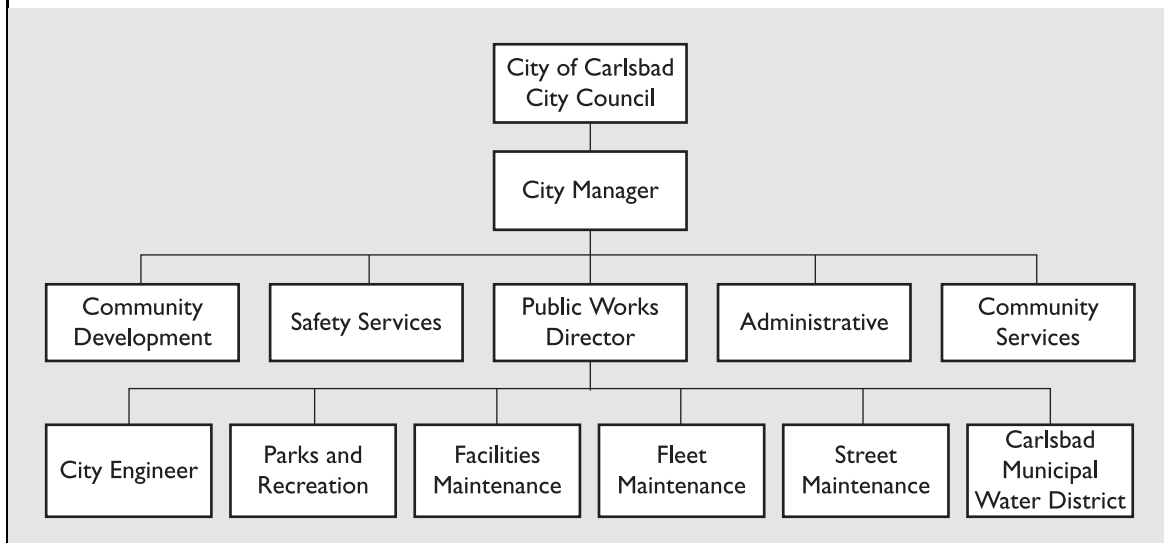 City of Carlsbad
City Council
City Manager
Community
Development
Safety Services
Public Works
Director
Administrative
Community
Services
City Engineer
Parks and
Recreation
Facilities
Maintenance
Fleet
Maintenance
Street
Maintenance
Carlsbad
Municipal
Water District